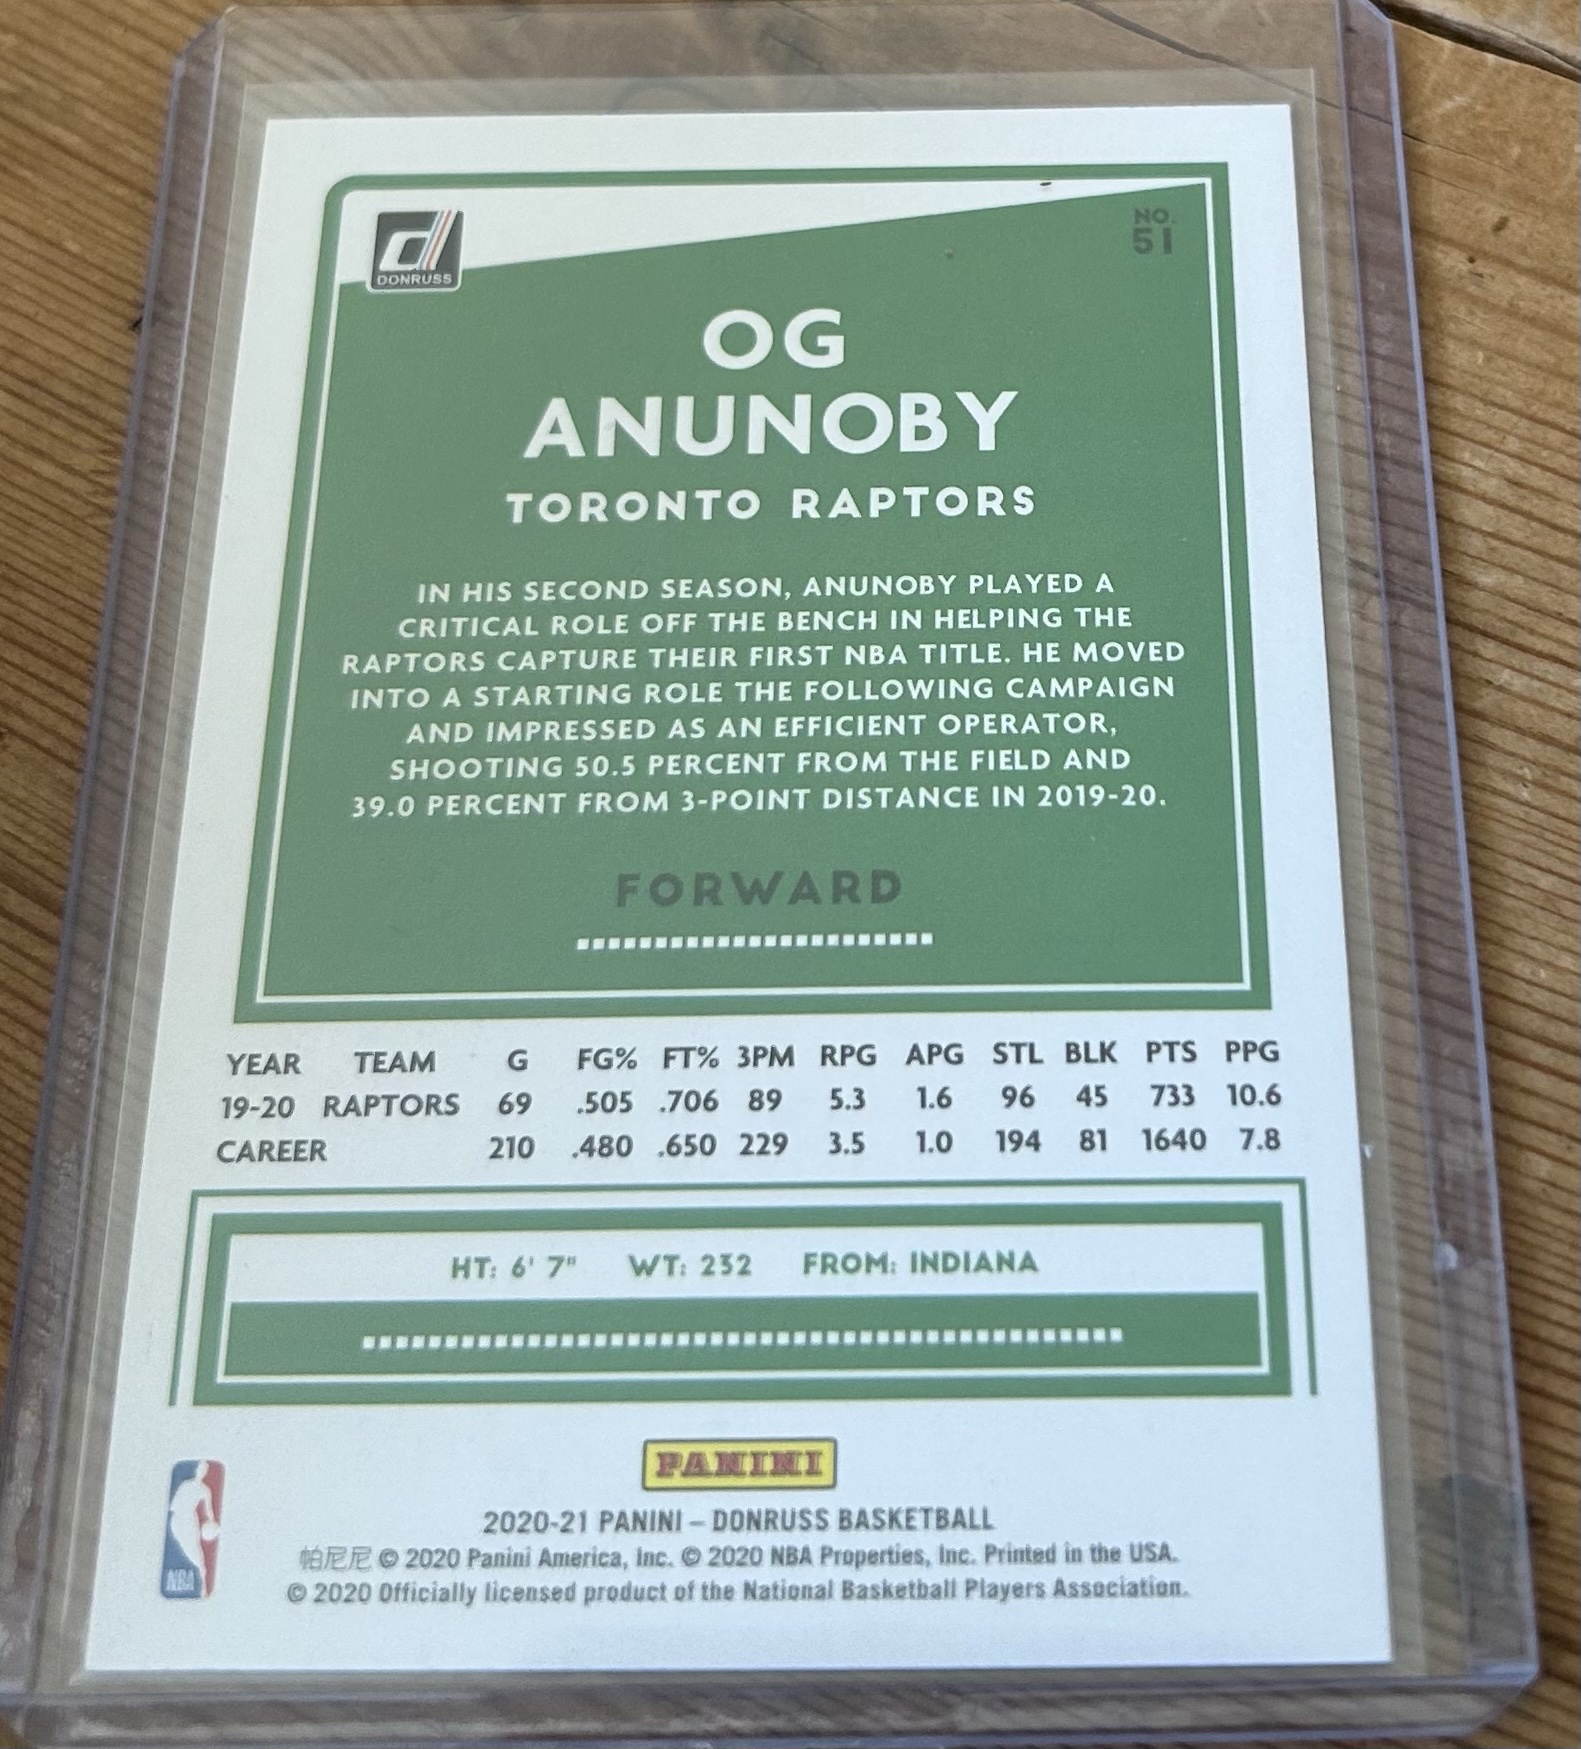 DONRUSS
NO.
51
OG
ANUNOBY
TORONTO RAPTORS
IN HIS SECOND SEASON, ANUNOBY PLAYED A
CRITICAL ROLE OFF THE BENCH IN HELPING THE
RAPTORS CAPTURE THEIR FIRST NBA TITLE. HE MOVED
INTO A STARTING ROLE THE FOLLOWING CAMPAIGN
AND IMPRESSED AS AN EFFICIENT OPERATOR,
SHOOTING 50.5 PERCENT FROM THE FIELD AND
39.0 PERCENT FROM 3-POINT DISTANCE IN 2019-20.
FORWARD
YEAR TEAM G FG% FT% 3PM RPG APG STL BLK PTS PPG
19-20 RAPTORS 69 .505 .706 89 5.3 1.6 96 45 733 10.6
CAREER 210 .480 .650 229 3.5 1.0 194 81 1640 7.8
HT: 6' 7" WT: 232 FROM: INDIANA
PANINI
2020-21 PANINI – DONRUSS BASKETBALL
帕尼尼 © 2020 Panini America, Inc. © 2020 NBA Properties, Inc. Printed in the USA.
© 2020 Officially licensed product of the National Basketball Players Association.
NBA